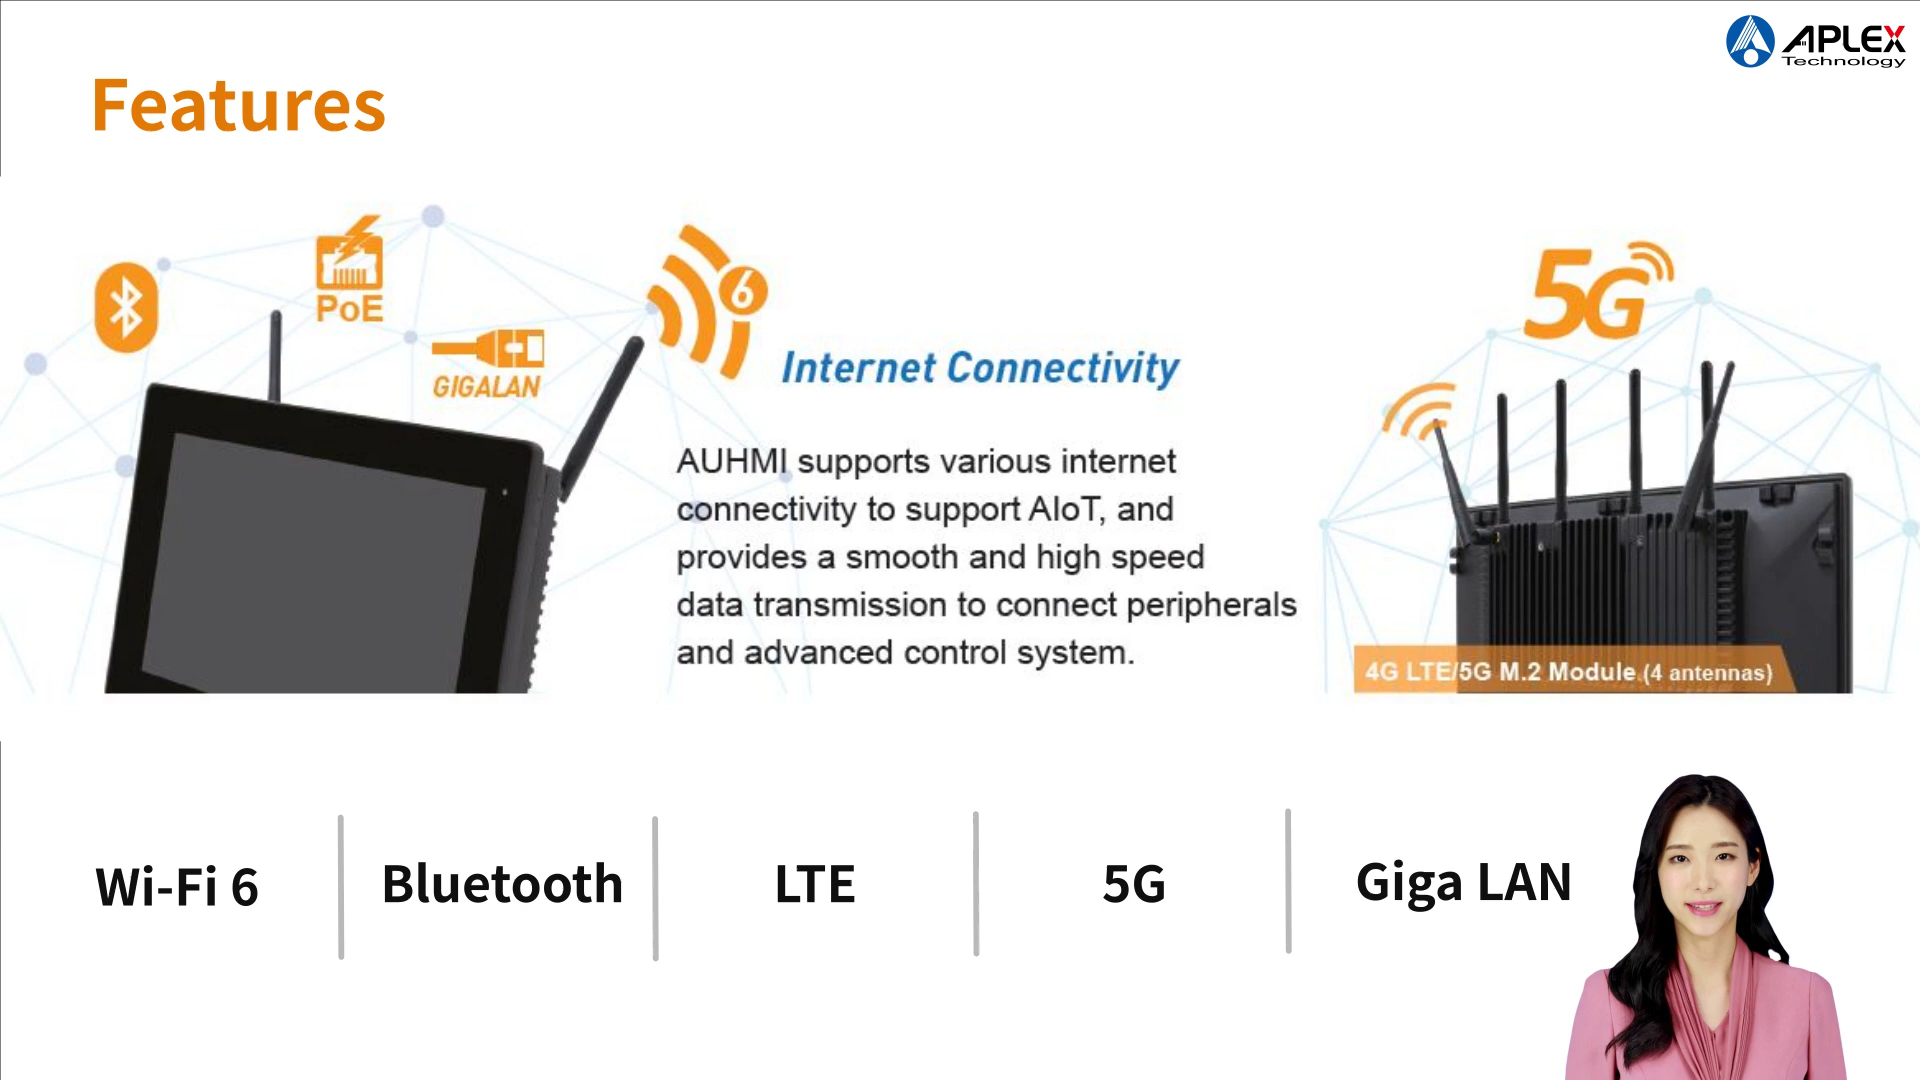 APLEX
Technology
Features
PoE
GIGALAN
6
5G
Internet Connectivity
AUHMI supports various internet
connectivity to support AIoT, and
provides a smooth and high speed
data transmission to connect peripherals
and advanced control system.
4G LTE/5G M.2 Module (4 antennas)
Wi-Fi 6
Bluetooth
LTE
5G
Giga LAN